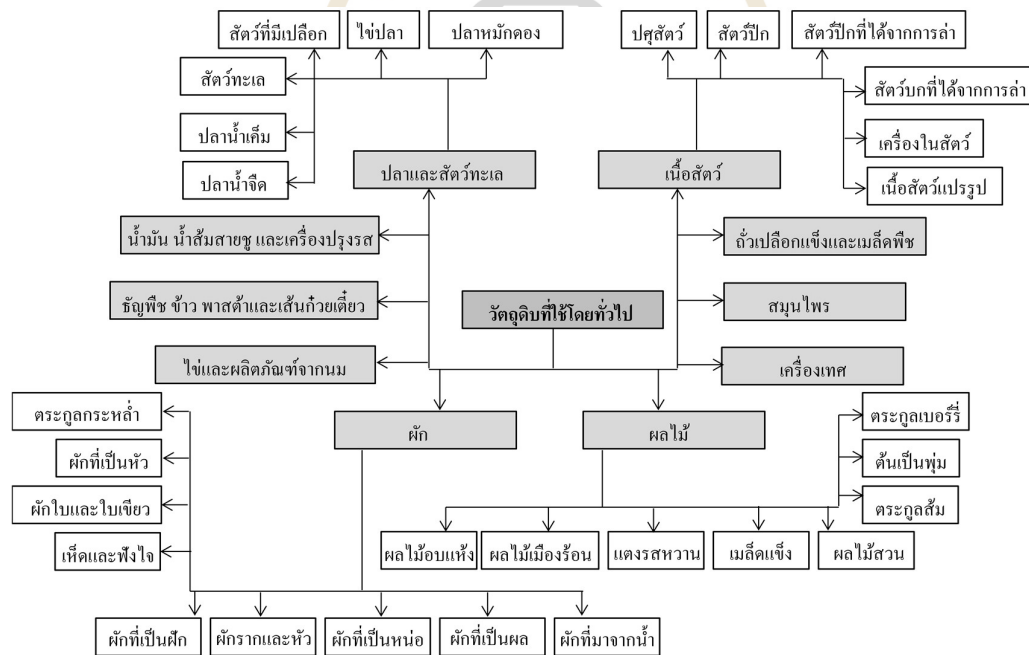 สัตว์ที่มีเปลือก
ไข่ปลา
ปลาหมักดอง
ปศุสัตว์
สัตว์ปีก
สัตว์ปีกที่ได้จากการล่า
สัตว์ทะเล
สัตว์บกที่ได้จากการล่า
ปลาน้ำเค็ม
เครื่องในสัตว์
ปลาน้ำจืด
ปลาและสัตว์ทะเล
เนื้อสัตว์
เนื้อสัตว์แปรรูป
น้ำมัน น้ำส้มสายชู และเครื่องปรุงรส
ถั่วเปลือกแข็งและเมล็ดพืช
ธัญพืช ข้าว พาสต้าและเส้นก๋วยเตี๋ยว
วัตถุดิบที่ใช้โดยทั่วไป
สมุนไพร
ไข่และผลิตภัณฑ์จากนม
เครื่องเทศ
ตระกูลกระหล่ำ
ผัก
ผลไม้
ตระกูลเบอร์รี่
ผักที่เป็นหัว
ต้นเป็นพุ่ม
ผักใบและใบเขียว
ตระกูลส้ม
เห็ดและฟังใจ
ผลไม้อบแห้ง
ผลไม้เมืองร้อน
แตงรสหวาน
เมล็ดแข็ง
ผลไม้สวน
ผักที่เป็นฝัก
ผักรากและหัว
ผักที่เป็นหน่อ
ผักที่เป็นผล
ผักที่มาจากน้ำ